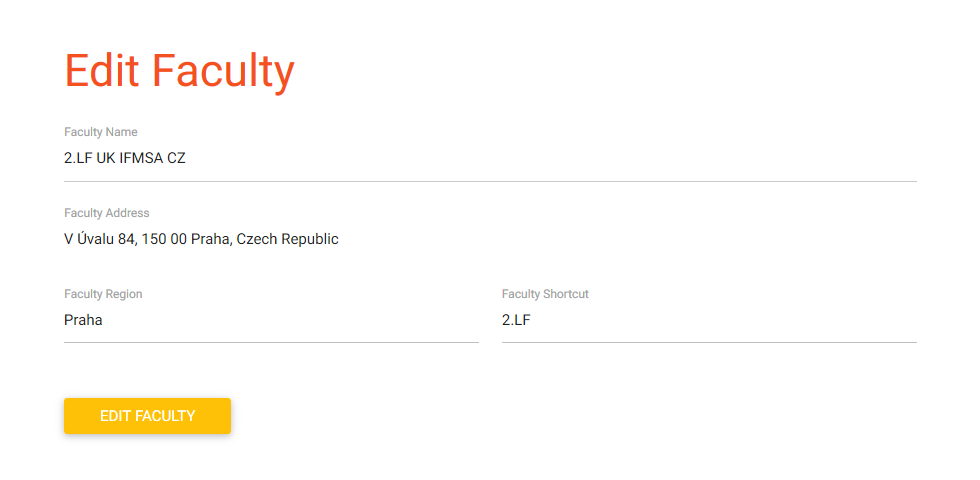 Edit Faculty
Faculty Name
2.LF UK IFMSA CZ
Faculty Address
V Úvalu 84, 150 00 Praha, Czech Republic
Faculty Region
Praha
Faculty Shortcut
2.LF
EDIT FACULTY